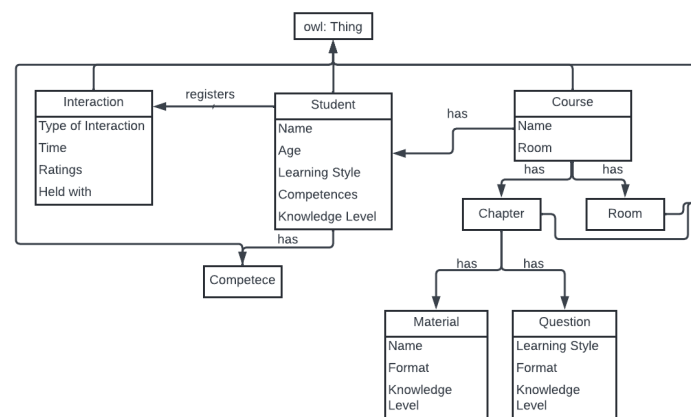 owl: Thing
Interaction
Type of Interaction
Time
Ratings
Held with
registers
Student
Name
Age
Learning Style
Competences
Knowledge Level
has
Course
Name
Room
has
has
Chapter
Room
has
Competece
has
has
Material
Name
Format
Knowledge
Level
Question
Learning Style
Format
Knowledge
Level